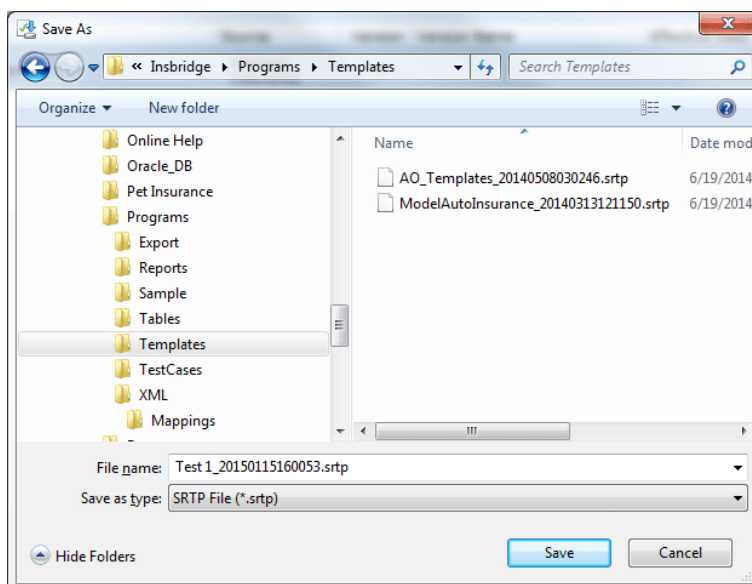 Save As
« Insbridge Programs Templates
Search Templates
Organize New folder
Online Help
Oracle_DB
Pet Insurance
Programs
Export
Reports
Sample
Tables
Templates
TestCases
XML
Mappings
Name Date mod
AO_Templates_20140508030246.srtp 6/19/2014
ModelAutoInsurance_20140313121150.srtp 6/19/2014
File name: Test 1_20150115160053.srtp
Save as type: SRTP File (*.srtp)
Hide Folders Save Cancel